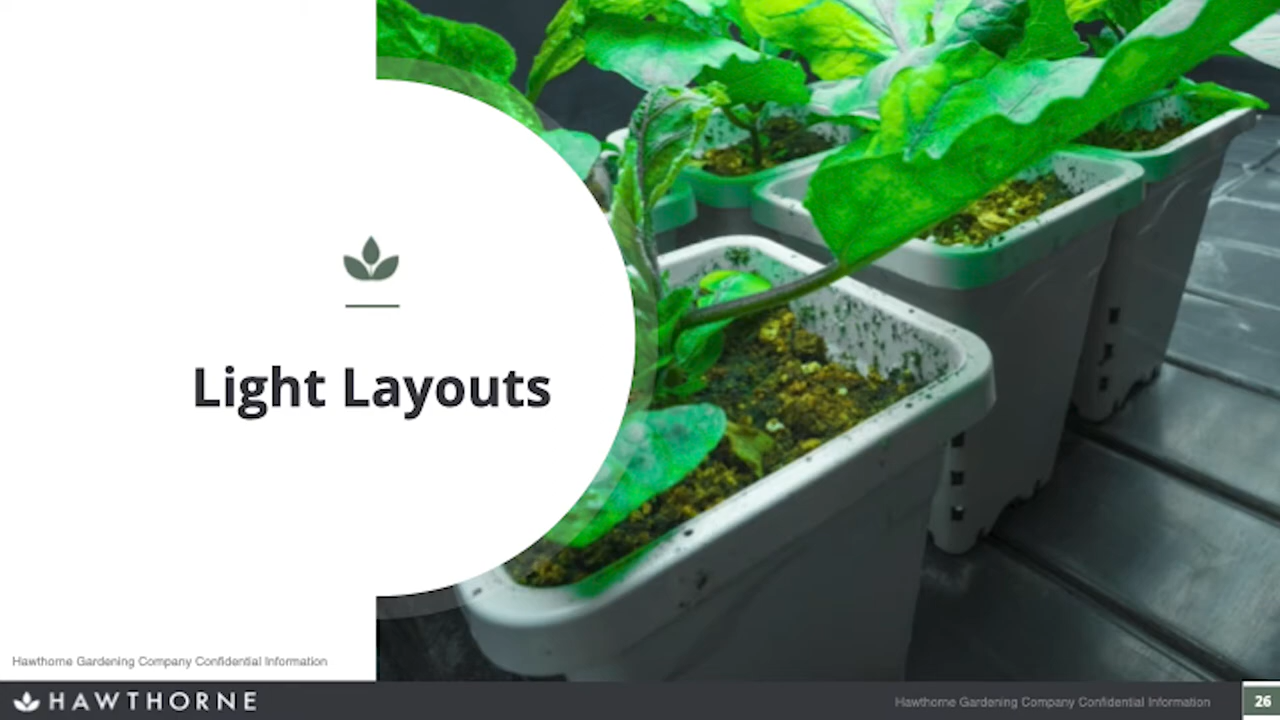 Light Layouts
Hawthorne Gardening Company Confidential Information
HAWTHORNE
Hawthorne Gardening Company Confidential Information
26